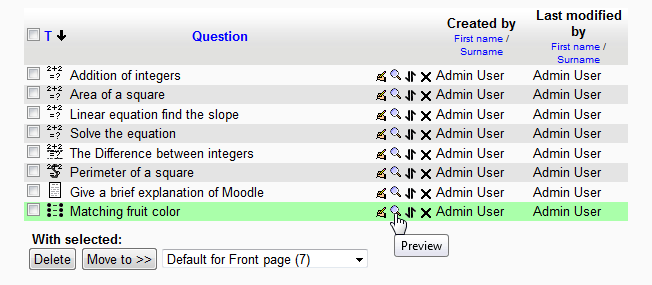 T Question Created by Last modified by
First name / Surname First name / Surname
2+2 =? Addition of integers Admin User Admin User
2+2 =? Area of a square Admin User Admin User
2+2 =? Linear equation find the slope Admin User Admin User
2+2 =? Solve the equation Admin User Admin User
2+2 =? The Difference between integers Admin User Admin User
2+2 Perimeter of a square Admin User Admin User
Give a brief explanation of Moodle Admin User Admin User
Matching fruit color Admin User Admin User
With selected:
Preview
Delete Move to >> Default for Front page (7)